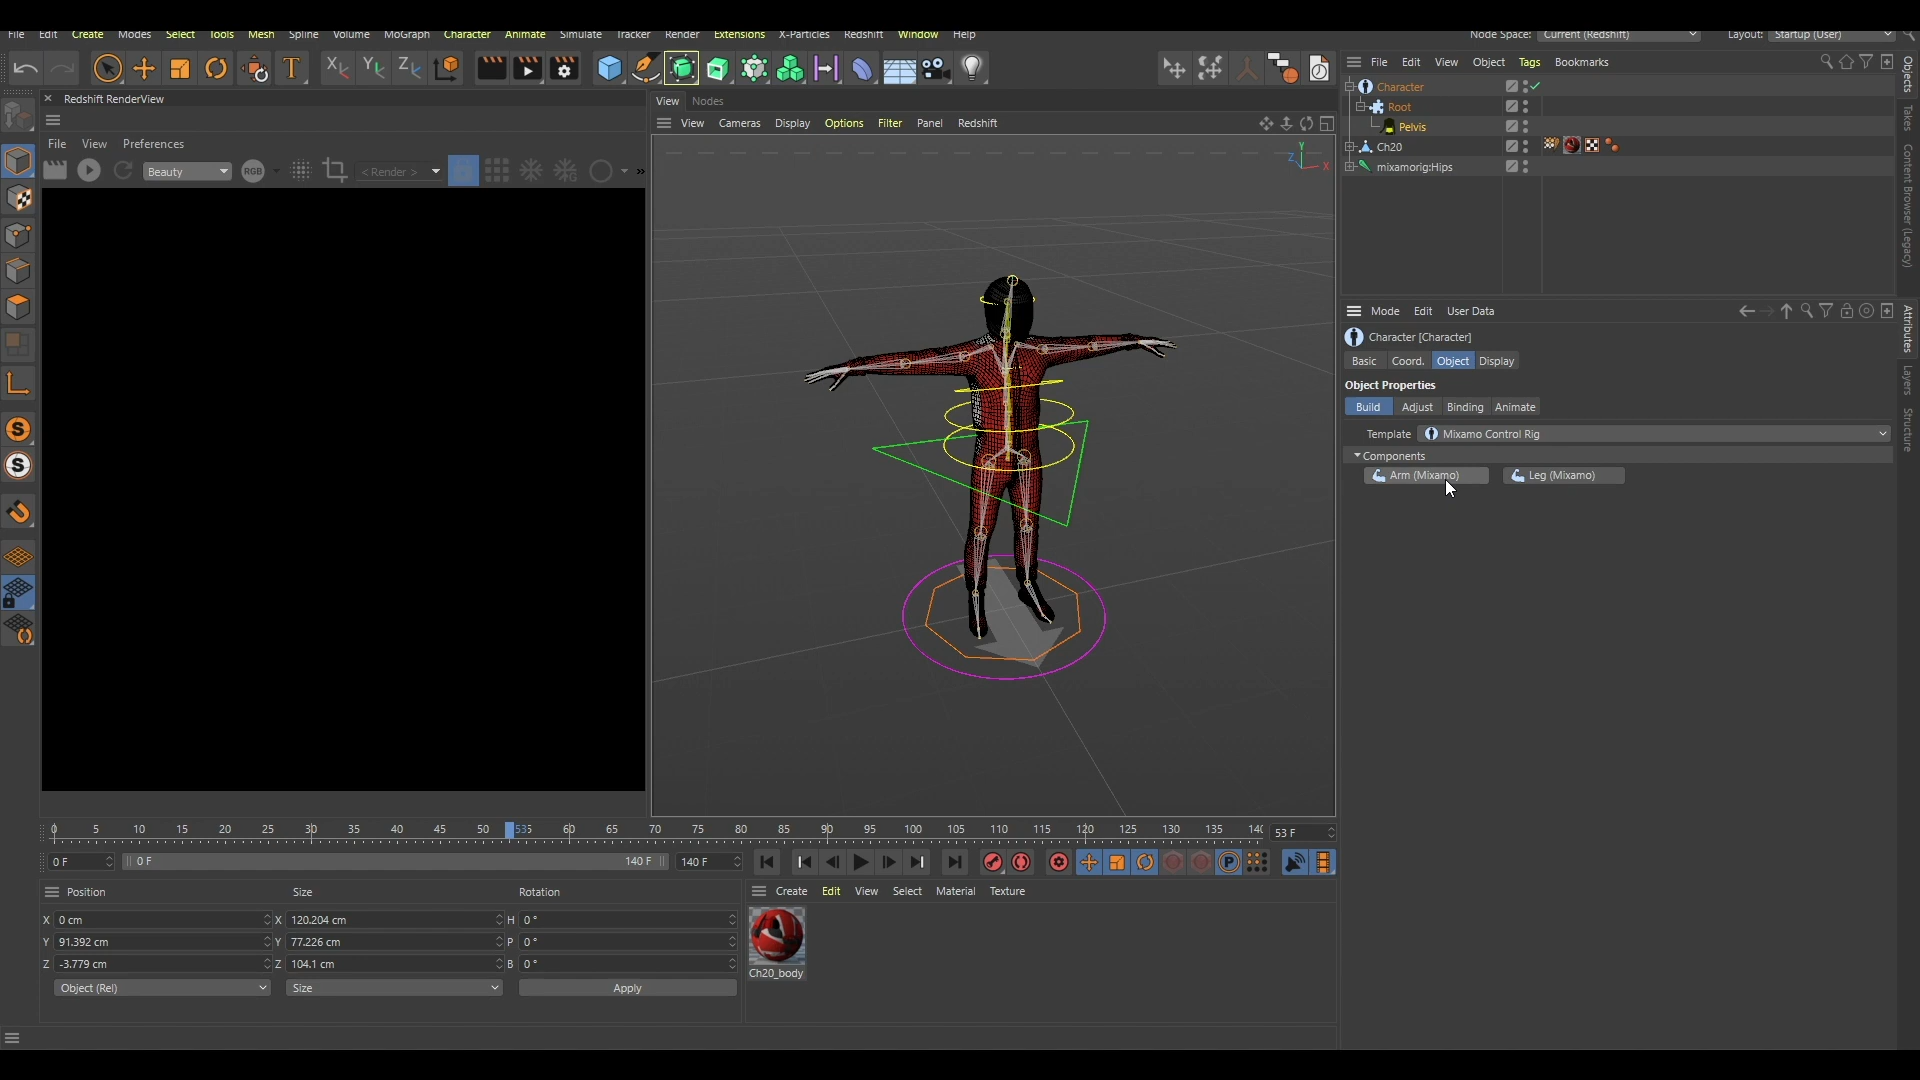 File Edit Create Modes Select Tools Mesh Spline Volume MoGraph Character Animate Simulate Tracker Render Extensions X-Particles Redshift Window Help
Node Space: Current (Redshift) Layout: Startup (User)
Redshift RenderView
File View Preferences
Beauty RGB < Render >
View Nodes
View Cameras Display Options Filter Panel Redshift
Y
Z X
File Edit View Object Tags Bookmarks
Character
Root
Pelvis
Ch20
mixamorig:Hips
Objects
Takes
Content Browser (Legacy)
Mode Edit User Data
Character [Character]
Basic Coord. Object Display
Object Properties
Build Adjust Binding Animate
Template Mixamo Control Rig
Components
Arm (Mixamo) Leg (Mixamo)
Attributes
Layers
Structure
0 5 10 15 20 25 30 35 40 45 50 535 60 65 70 75 80 85 90 95 100 105 110 115 120 125 130 135 140
53 F
0 F 0 F 140 F 140 F
Position Size Rotation
X 0 cm X 120.204 cm H 0 °
Y 91.392 cm Y 77.226 cm P 0 °
Z -3.779 cm Z 104.1 cm B 0 °
Object (Rel) Size Apply
Create Edit View Select Material Texture
Ch20_body